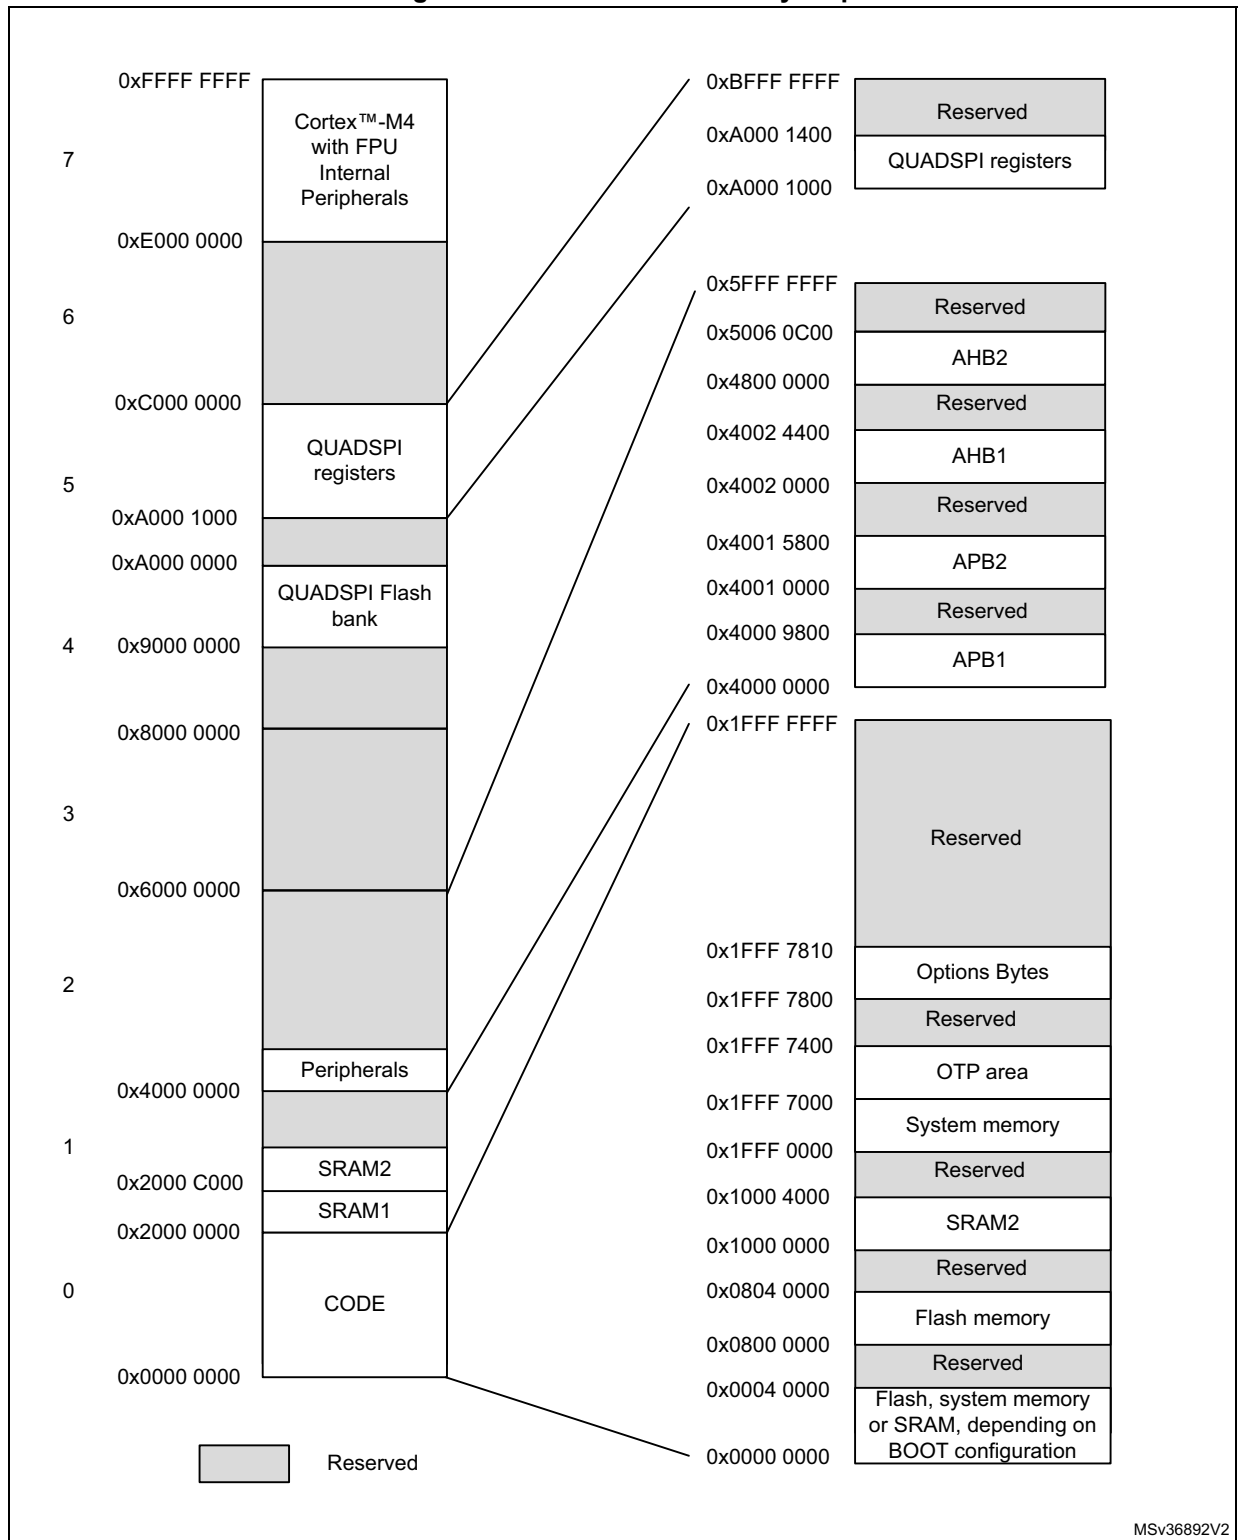 0xFFFF FFFF
Cortex™-M4
with FPU
Internal
Peripherals
7
0xE000 0000
6
0xC000 0000
QUADSPI
registers
5
0xA000 1000
0xA000 0000
QUADSPI Flash
bank
4
0x9000 0000
0x8000 0000
3
0x6000 0000
2
Peripherals
0x4000 0000
1
SRAM2
0x2000 C000
SRAM1
0x2000 0000
0
CODE
0x0000 0000
Reserved
0xBFFF FFFF
Reserved
0xA000 1400
QUADSPI registers
0xA000 1000
0x5FFF FFFF
Reserved
0x5006 0C00
AHB2
0x4800 0000
Reserved
0x4002 4400
AHB1
0x4002 0000
Reserved
0x4001 5800
APB2
0x4001 0000
Reserved
0x4000 9800
APB1
0x4000 0000
0x1FFF FFFF
Reserved
0x1FFF 7810
Options Bytes
0x1FFF 7800
Reserved
0x1FFF 7400
OTP area
0x1FFF 7000
System memory
0x1FFF 0000
Reserved
0x1000 4000
SRAM2
0x1000 0000
Reserved
0x0804 0000
Flash memory
0x0800 0000
Reserved
0x0004 0000
Flash, system memory
or SRAM, depending on
BOOT configuration
0x0000 0000
MSv36892V2